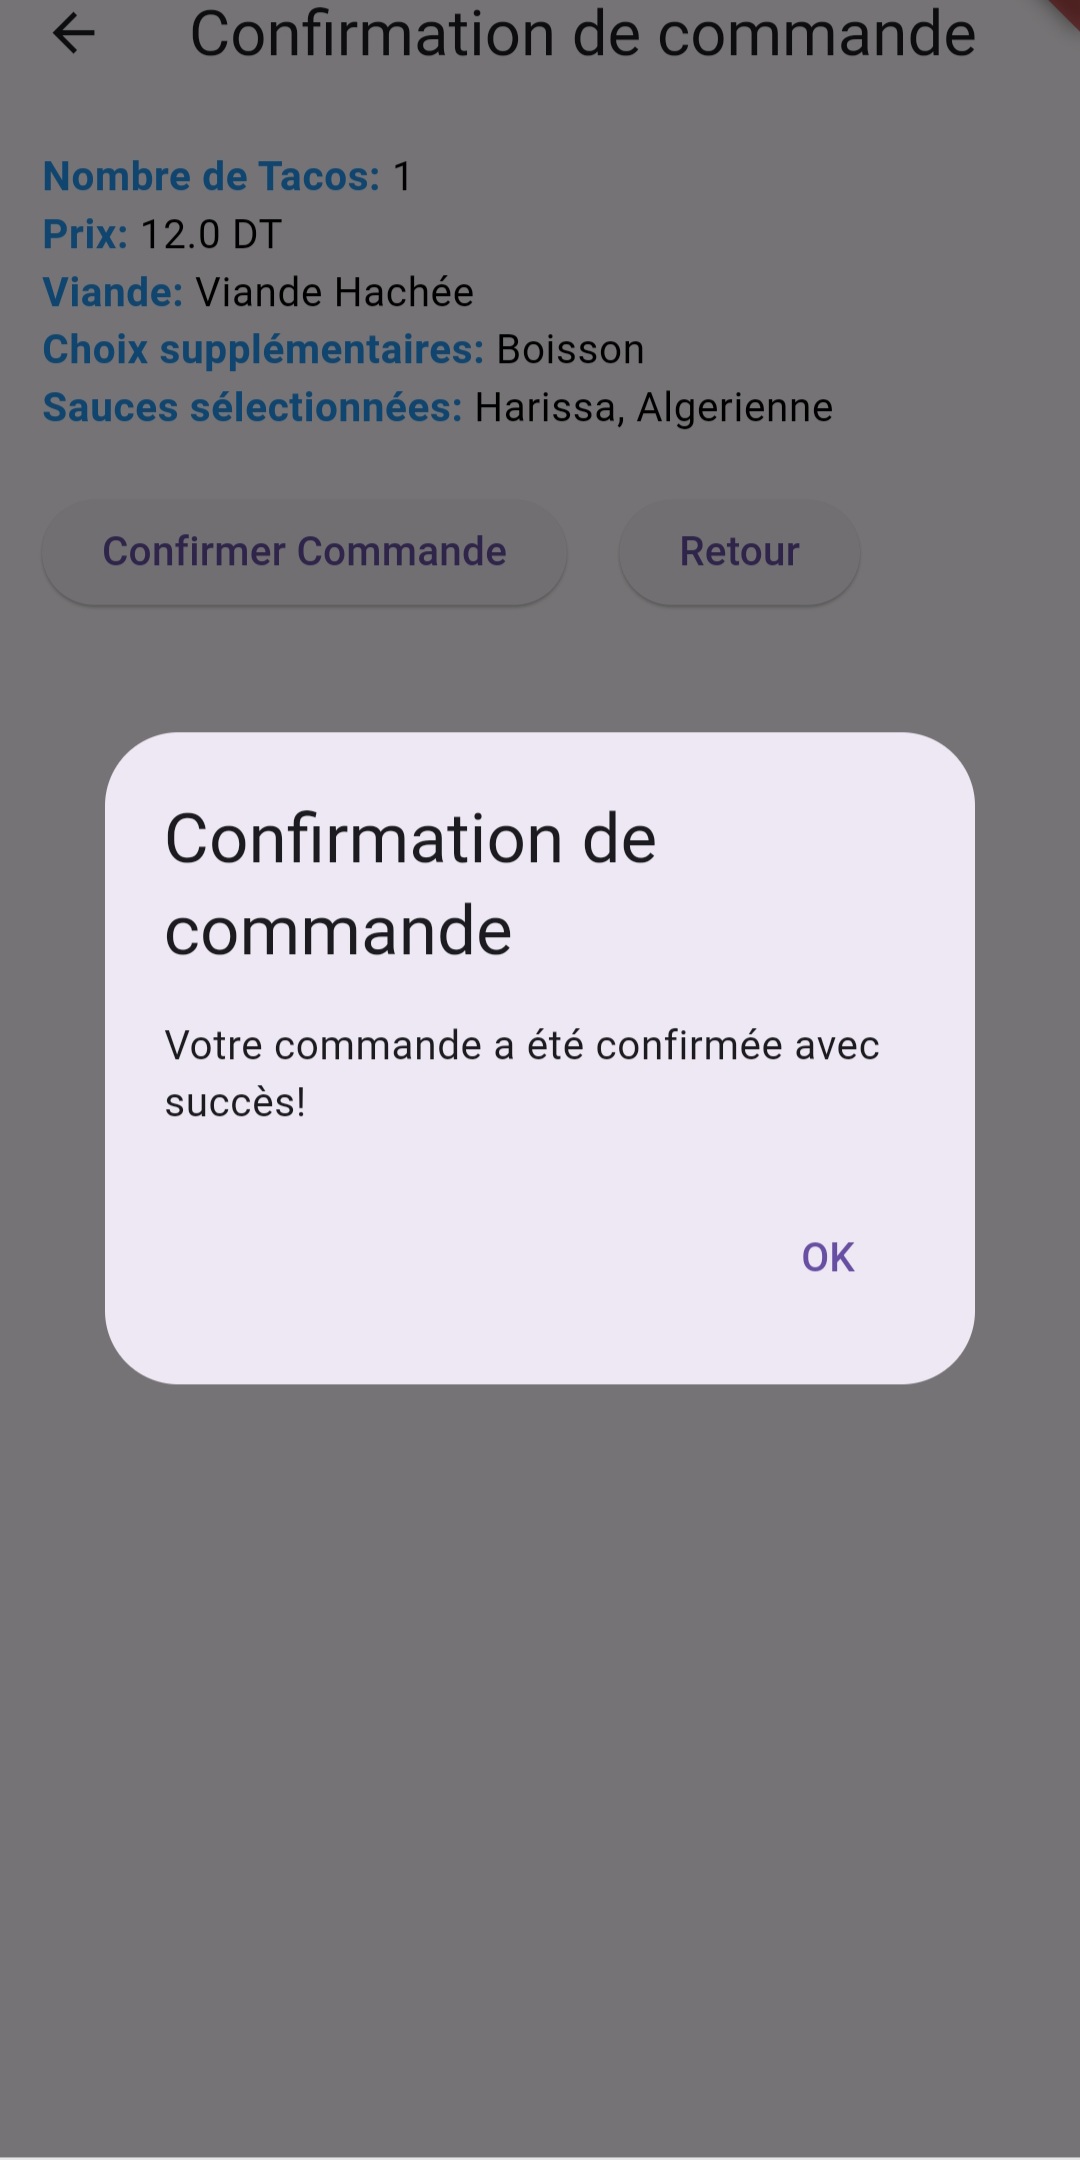 Confirmation de commande
Nombre de Tacos: 1
Prix: 12.0 DT
Viande: Viande Hachée
Choix supplémentaires: Boisson
Sauces sélectionnées: Harissa, Algerienne
Confirmer Commande Retour
Confirmation de
commande
Votre commande a été confirmée avec
succès!
OK